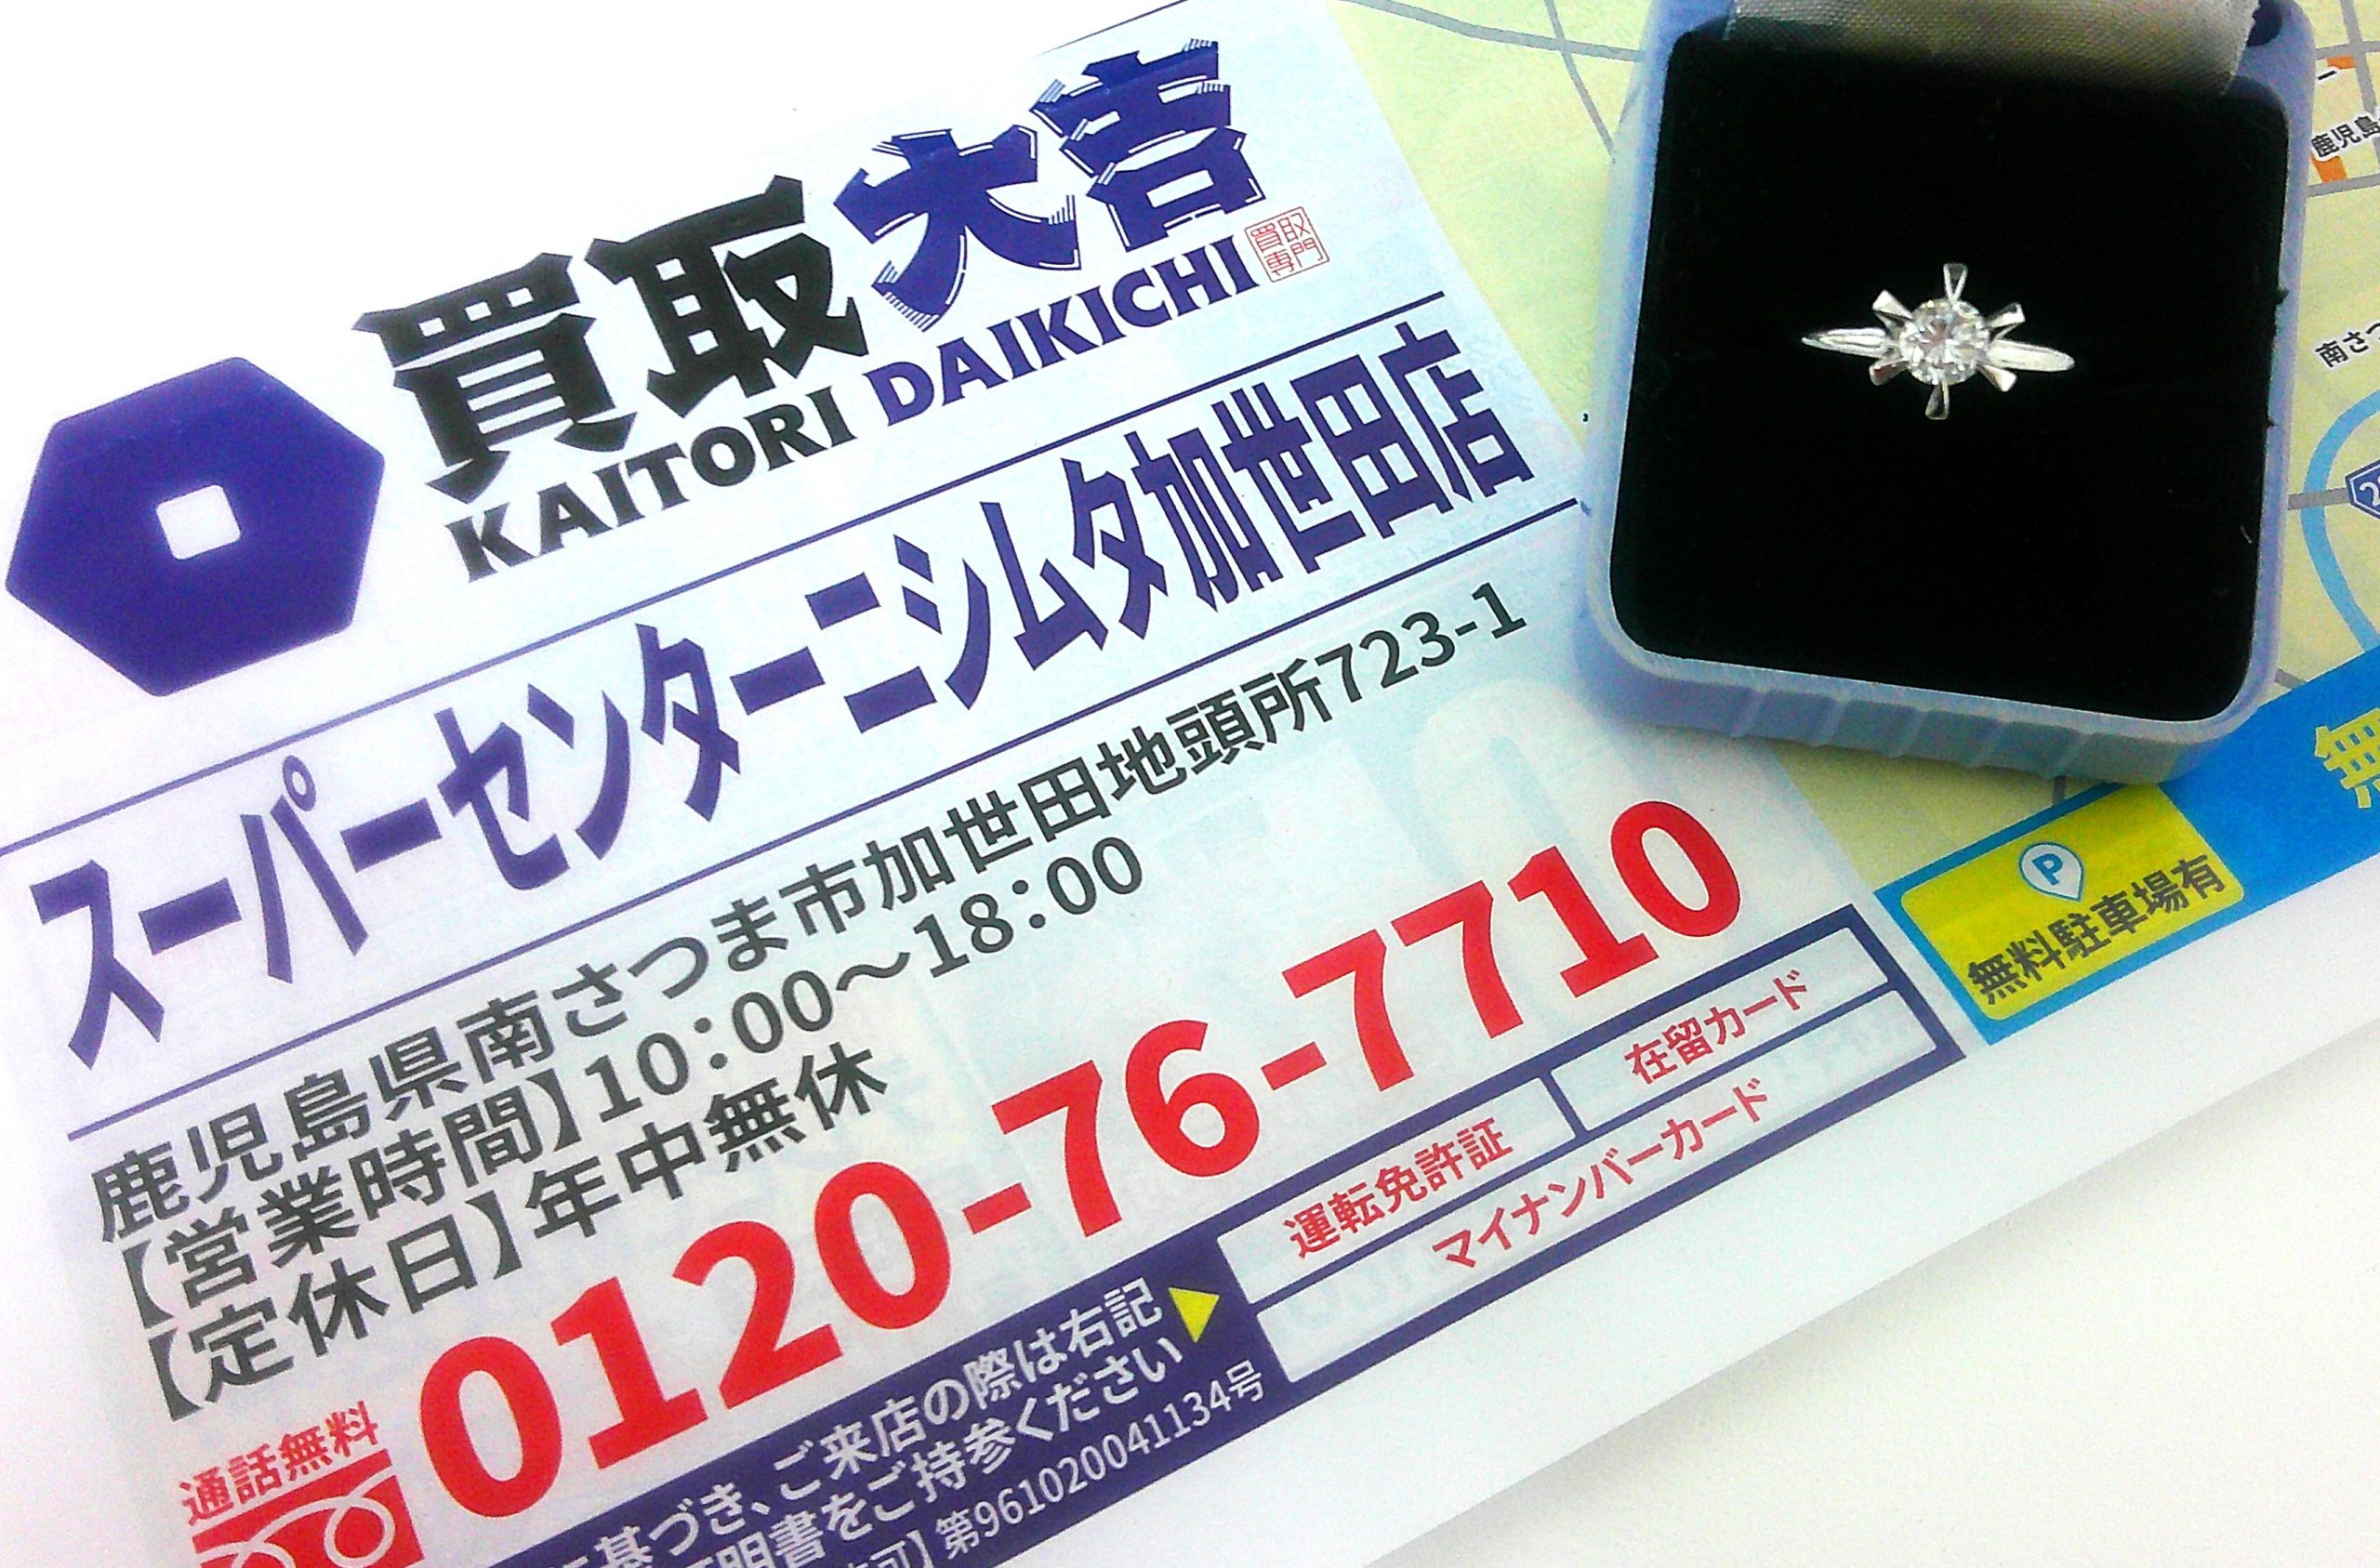 買取大吉
KAITORI DAIKICHI
買取
専門
スーパーセンターニシムタ加世田店
鹿児島県南さつま市加世田地頭所723-1
【営業時間】10:00～18:00
【定休日】年中無休
通話無料
0120-76-7710
基づき、ご来店の際は右記
明書をご持参ください
可】第961020041134号
運転免許証
在留カード
マイナンバーカード
鹿児島
南さつ
P
無料駐車場有
無